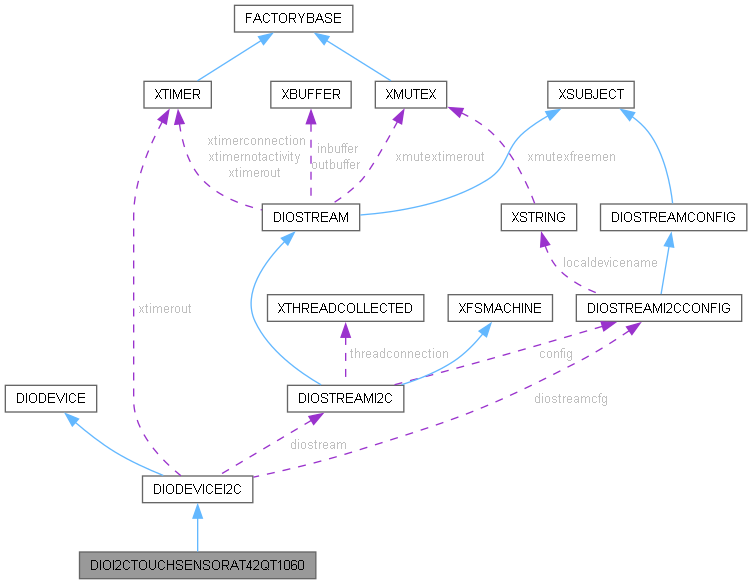 FACTORYBASE
XTIMER
XBUFFER
XMUTEX
XSUBJECT
xtimerconnection
xtimernotactivity
xtimerout
inbuffer
outbuffer
xmutextimerout
xmutexfreemen
DIOSTREAM
XSTRING
DIOSTREAMCONFIG
localdevicename
xtimerout
XTHREADCOLLECTED
XFSMACHINE
DIOSTREAMI2CCONFIG
threadconnection
config
DIODEVICE
DIOSTREAMI2C
diostreamcfg
diostream
DIODEVICEI2C
DIOI2CTOUCHSENSORAT42QT1060